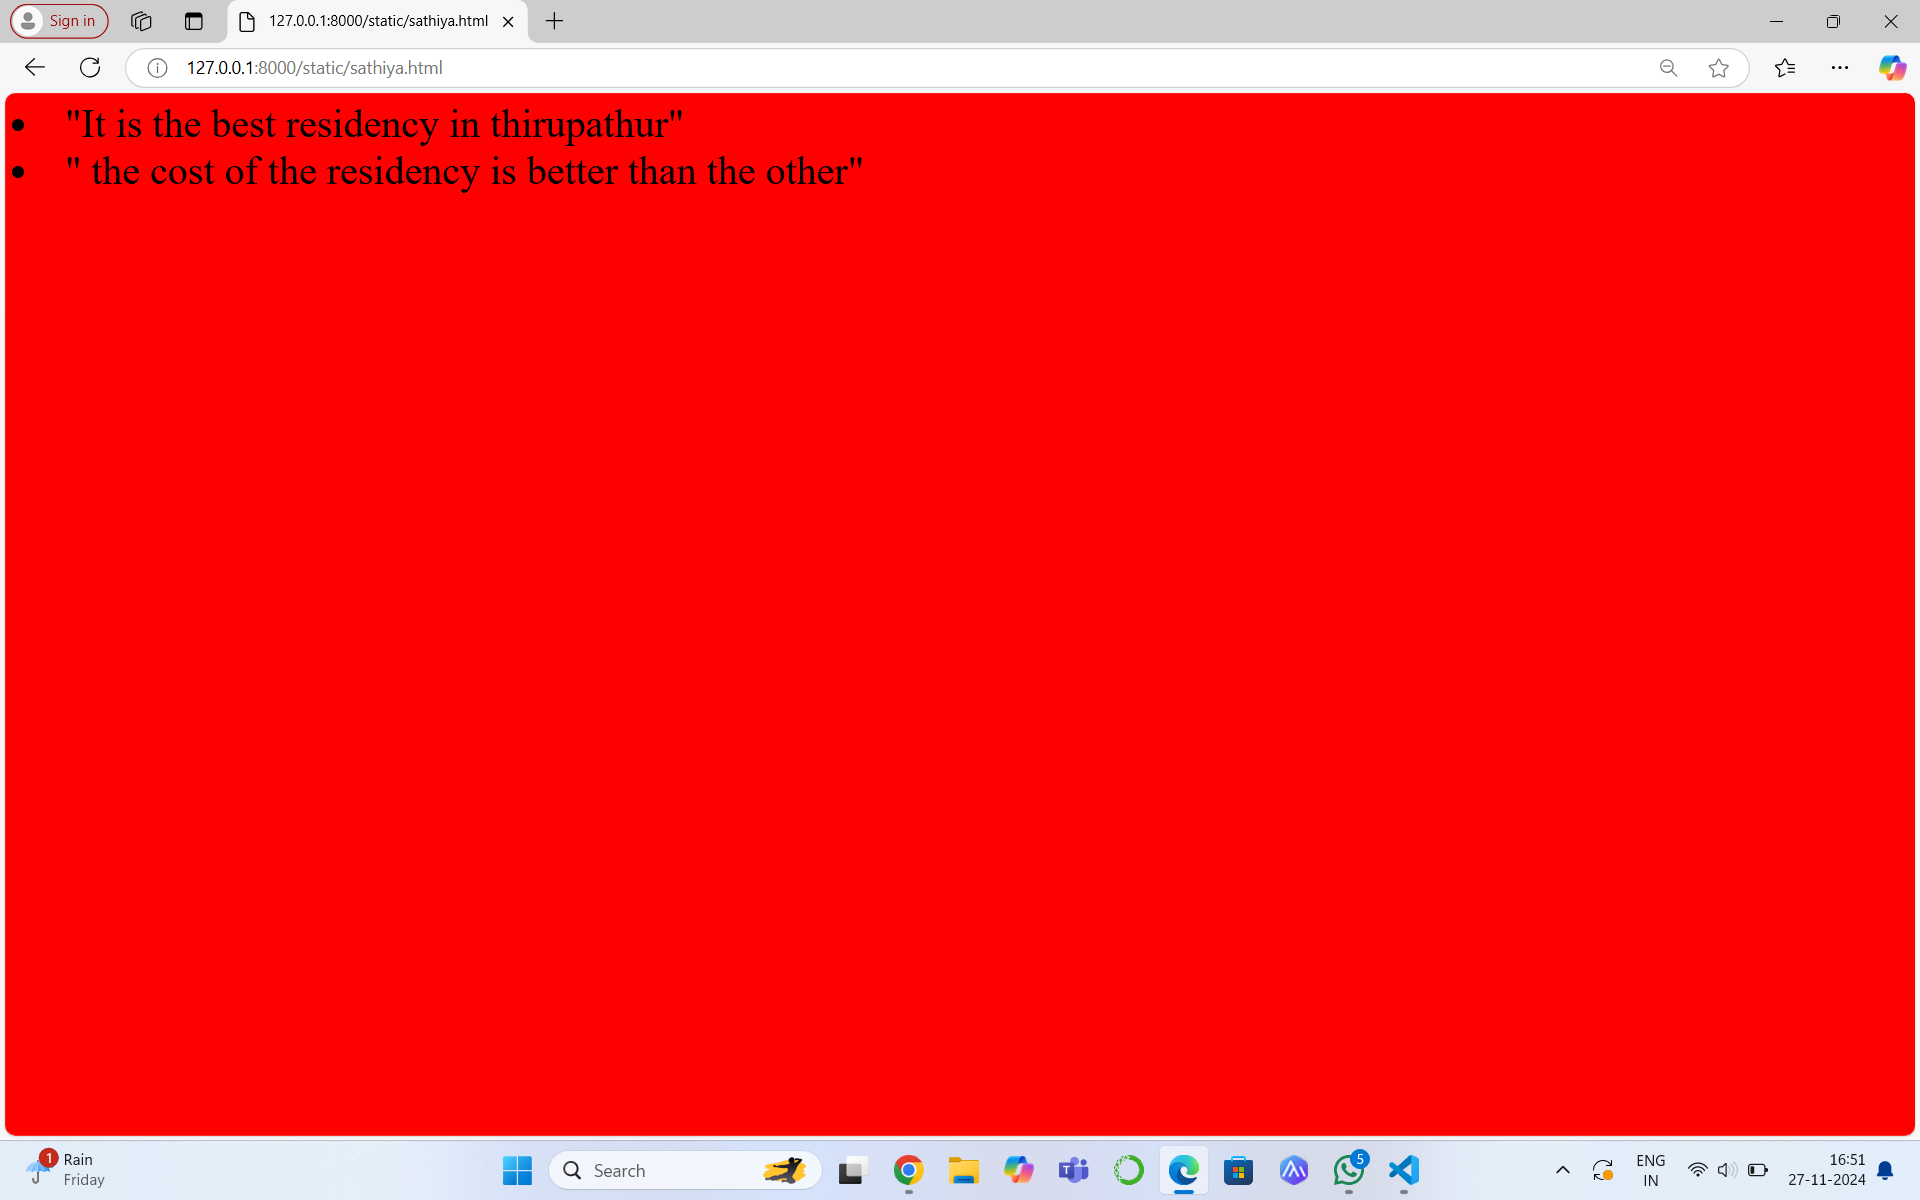 Sign in
127.0.0.1:8000/static/sathiya.html
127.0.0.1:8000/static/sathiya.html
"It is the best residency in thirupathur"
" the cost of the residency is better than the other"
1
Rain
Friday
Search
5
ENG
IN
16:51
27-11-2024